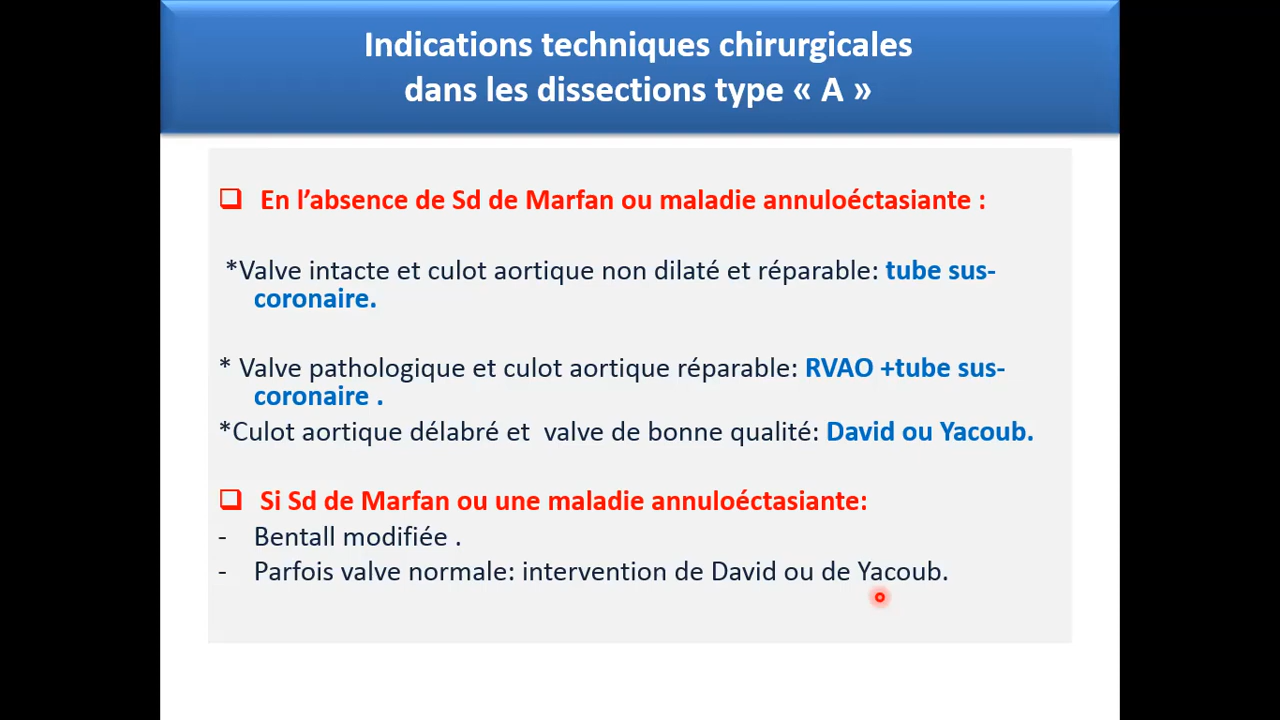 Indications techniques chirurgicales
dans les dissections type « A »
❑ En l’absence de Sd de Marfan ou maladie annuloéctasiante :
*Valve intacte et culot aortique non dilaté et réparable: tube sus-
coronaire.
* Valve pathologique et culot aortique réparable: RVAO +tube sus-
coronaire .
*Culot aortique délabré et  valve de bonne qualité: David ou Yacoub.
❑ Si Sd de Marfan ou une maladie annuloéctasiante:
- Bentall modifiée .
- Parfois valve normale: intervention de David ou de Yacoub.